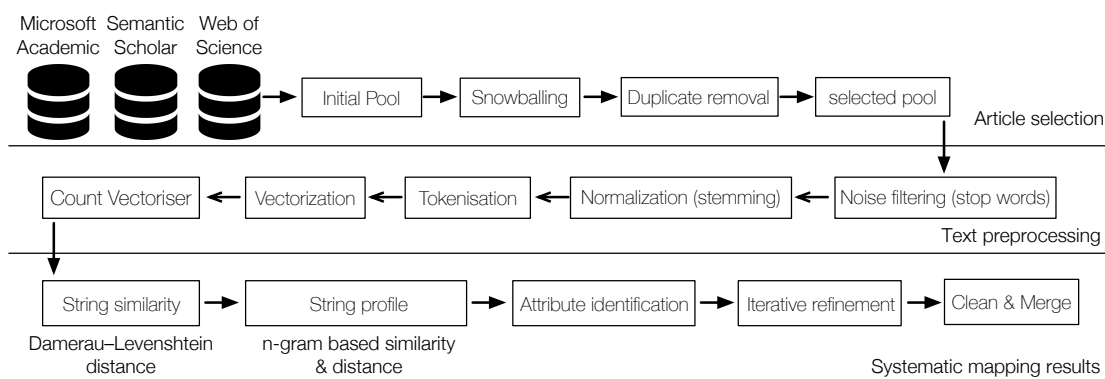 Microsoft Academic
Semantic Scholar
Web of Science
Initial Pool
Snowballing
Duplicate removal
selected pool
Article selection
Count Vectoriser
Vectorization
Tokenisation
Normalization (stemming)
Noise filtering (stop words)
Text preprocessing
String similarity
String profile
Attribute identification
Iterative refinement
Clean & Merge
Damerau–Levenshtein
distance
n-gram based similarity
& distance
Systematic mapping results